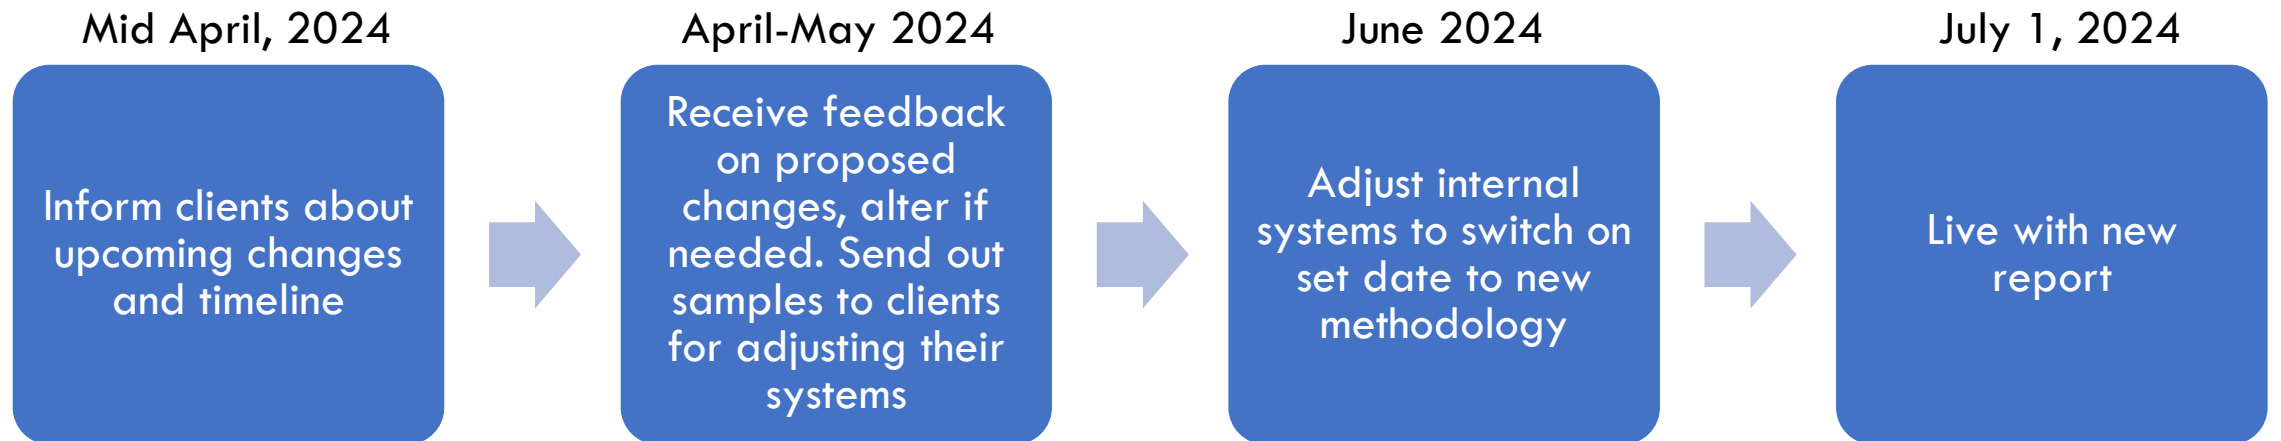 Mid April, 2024
Inform clients about
upcoming changes
and timeline
April-May 2024
Receive feedback
on proposed
changes, alter if
needed. Send out
samples to clients
for adjusting their
systems
June 2024
Adjust internal
systems to switch on
set date to new
methodology
July 1, 2024
Live with new
report